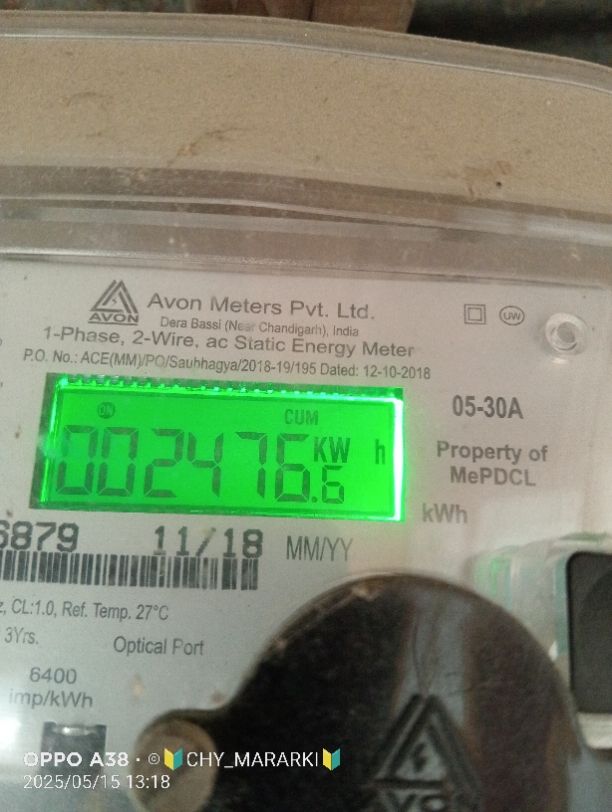 AVON
Avon Meters Pvt. Ltd.
Dera Bassi (Near Chandigarh), India
1-Phase, 2-Wire, ac Static Energy Meter
P.O. No.: ACE(MM)/PO/Saubhagya/2018-19/195 Dated: 12-10-2018
UW
ON
CUM
002476.6 KW h
05-30A
Property of
MePDCL
kWh
6879 11/18 MM/YY
z, CL:1.0, Ref. Temp. 27°C
3Yrs.
Optical Port
6400
imp/kWh
AVON
OPPO A38 · © 🔰CHY_MARARKI🔰
2025/05/15 13:18